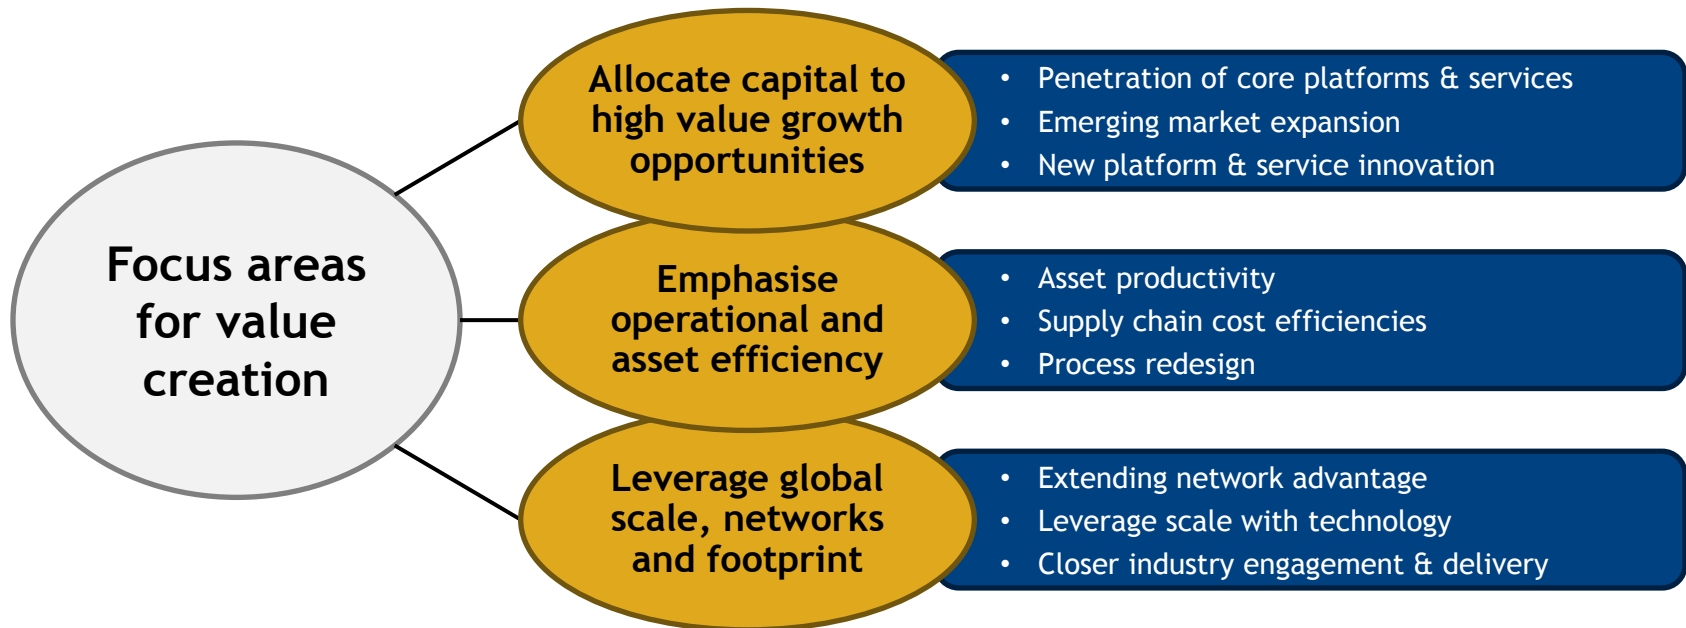 Focus areas
for value
creation
Allocate capital to
high value growth
opportunities
• Penetration of core platforms & services
• Emerging market expansion
• New platform & service innovation
Emphasise
operational and
asset efficiency
• Asset productivity
• Supply chain cost efficiencies
• Process redesign
Leverage global
scale, networks
and footprint
• Extending network advantage
• Leverage scale with technology
• Closer industry engagement & delivery